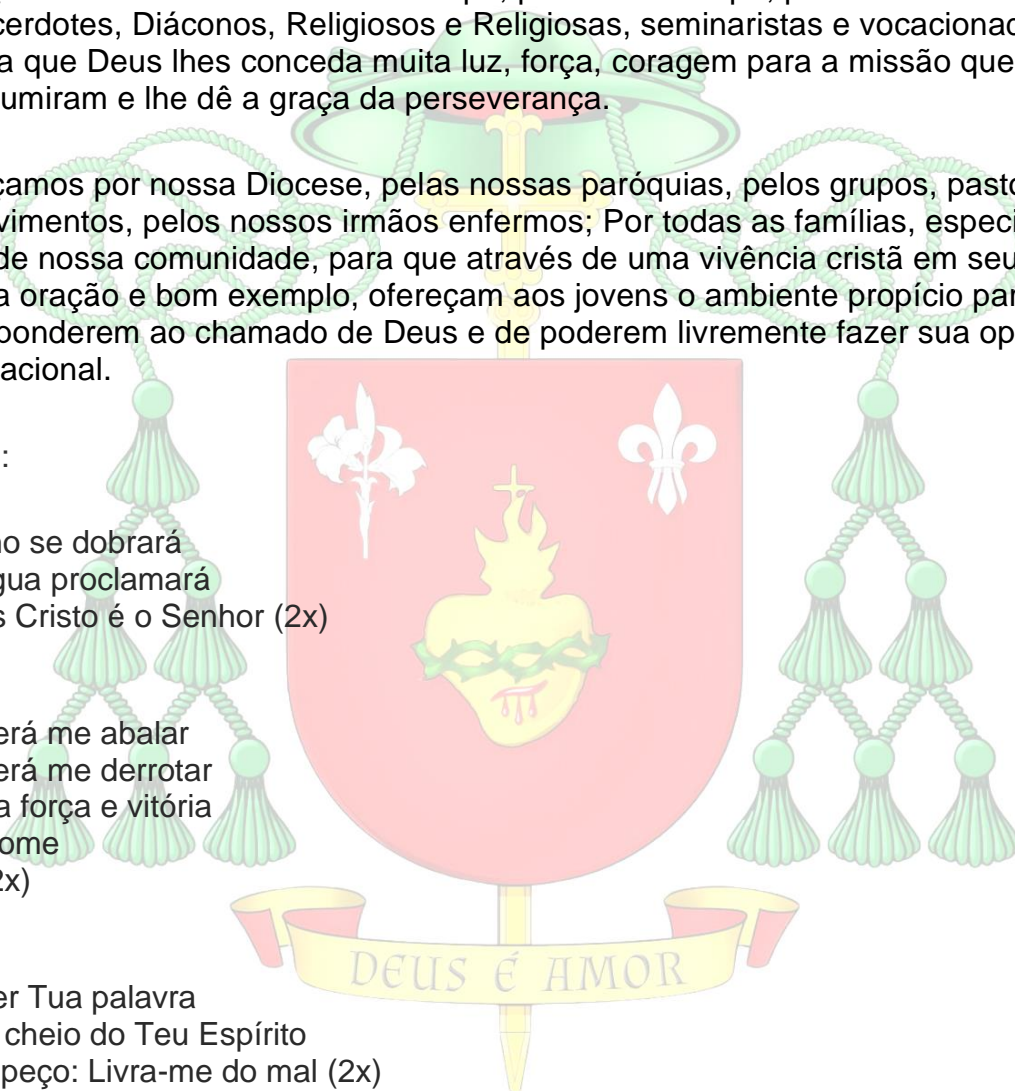 cerdotes, Diáconos, Religiosos e Religiosas, seminaristas e vocacionad
a que Deus lhes conceda muita luz, força, coragem para a missão que
umiram e lhe dê a graça da perseverança.
çamos por nossa Diocese, pelas nossas paróquias, pelos grupos, pasto
vimentos, pelos nossos irmãos enfermos; Por todas as famílias, especi
de nossa comunidade, para que através de uma vivência cristã em seu
a oração e bom exemplo, ofereçam aos jovens o ambiente propício par
ponderem ao chamado de Deus e de poderem livremente fazer sua op
acional.
:
no se dobrará
gua proclamará
s Cristo é o Senhor (2x)
erá me abalar
erá me derrotar
a força e vitória
ome
2x)
DEUS É AMOR
er Tua palavra
cheio do Teu Espírito
peço: Livra-me do mal (2x)